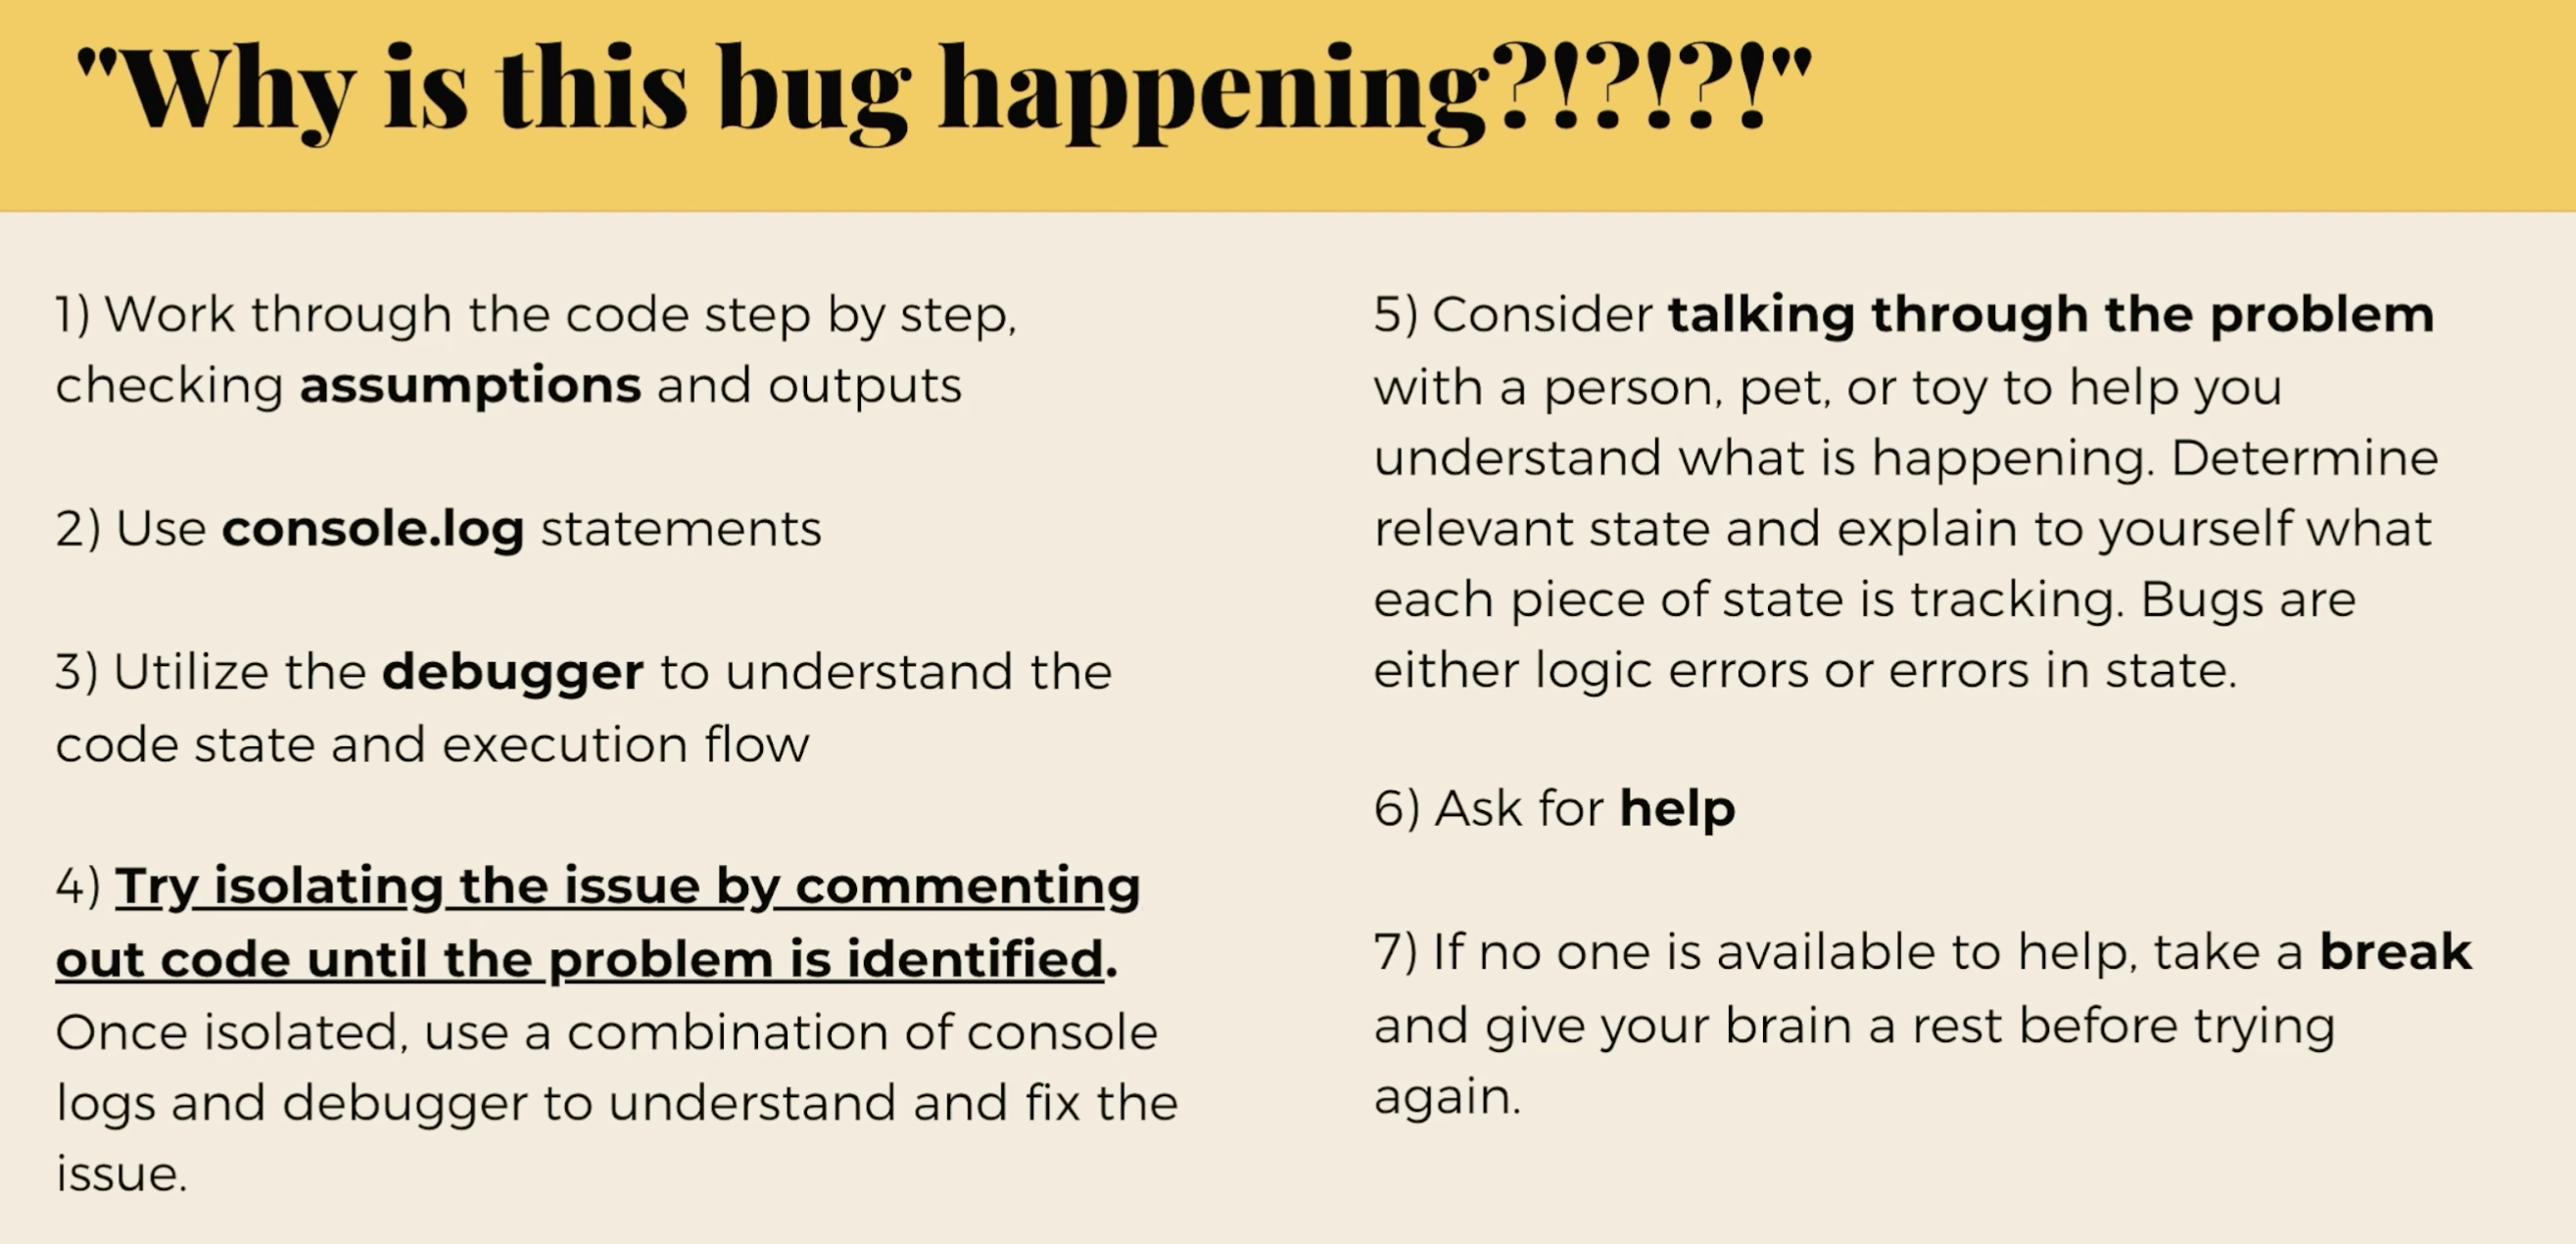 "Why is this bug happening?!?!?!"
1) Work through the code step by step,
checking assumptions and outputs
2) Use console.log statements
3) Utilize the debugger to understand the
code state and execution flow
4) Try isolating the issue by commenting
out code until the problem is identified.
Once isolated, use a combination of console
logs and debugger to understand and fix the
issue.
5) Consider talking through the problem
with a person, pet, or toy to help you
understand what is happening. Determine
relevant state and explain to yourself what
each piece of state is tracking. Bugs are
either logic errors or errors in state.
6) Ask for help
7) If no one is available to help, take a break
and give your brain a rest before trying
again.